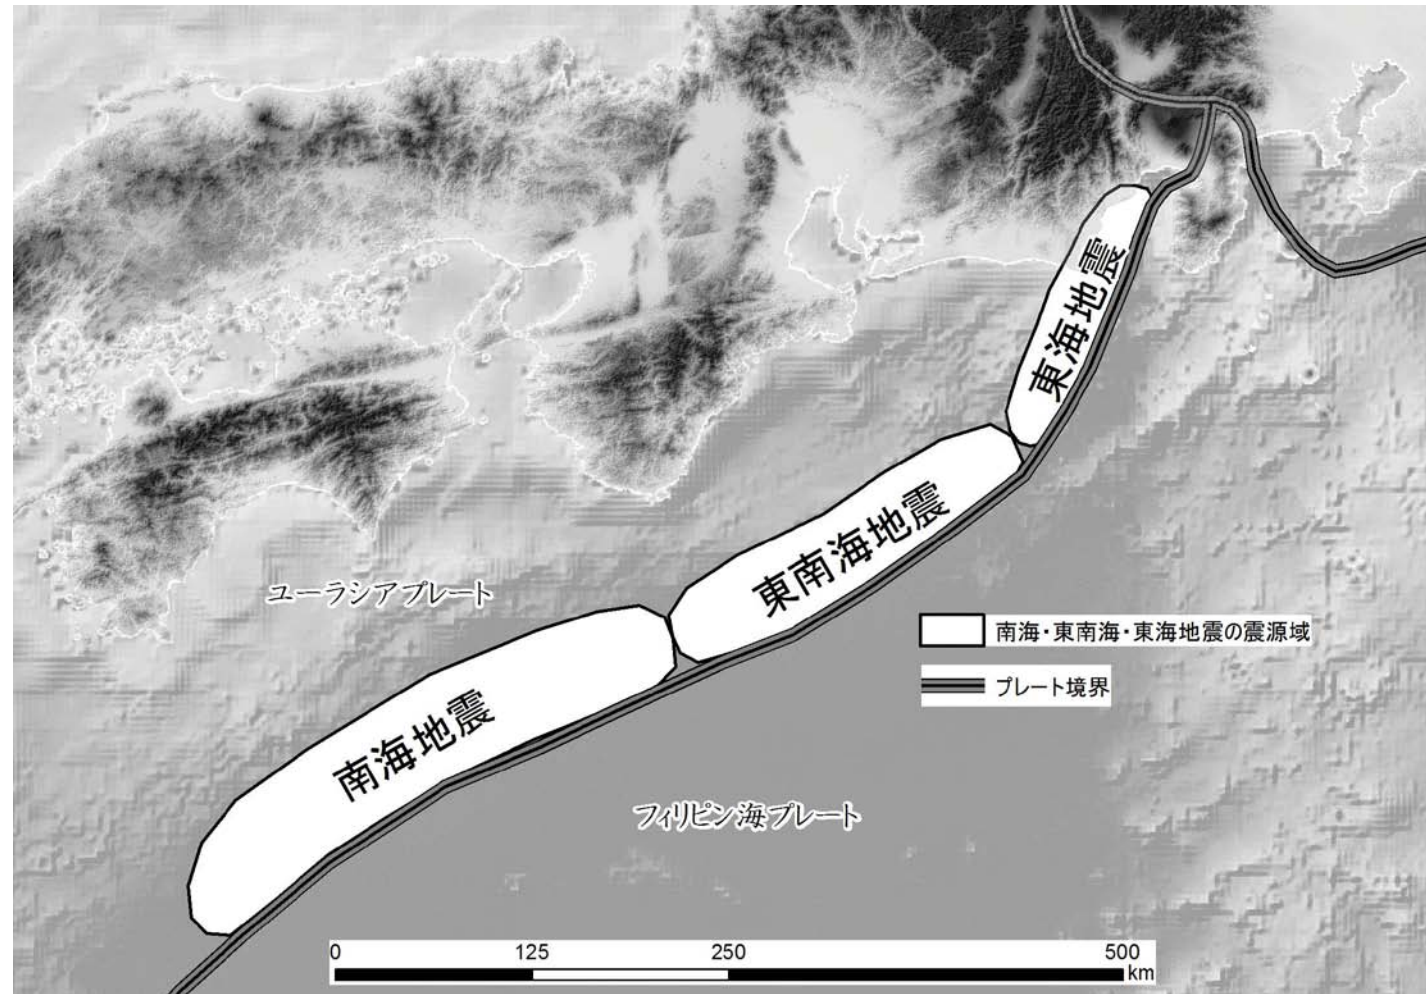 東海地震
東南海地震
ユーラシアプレート
南海・東南海・東海地震の震源域
プレート境界
南海地震
フィリピン海プレート
0 125 250 500
km